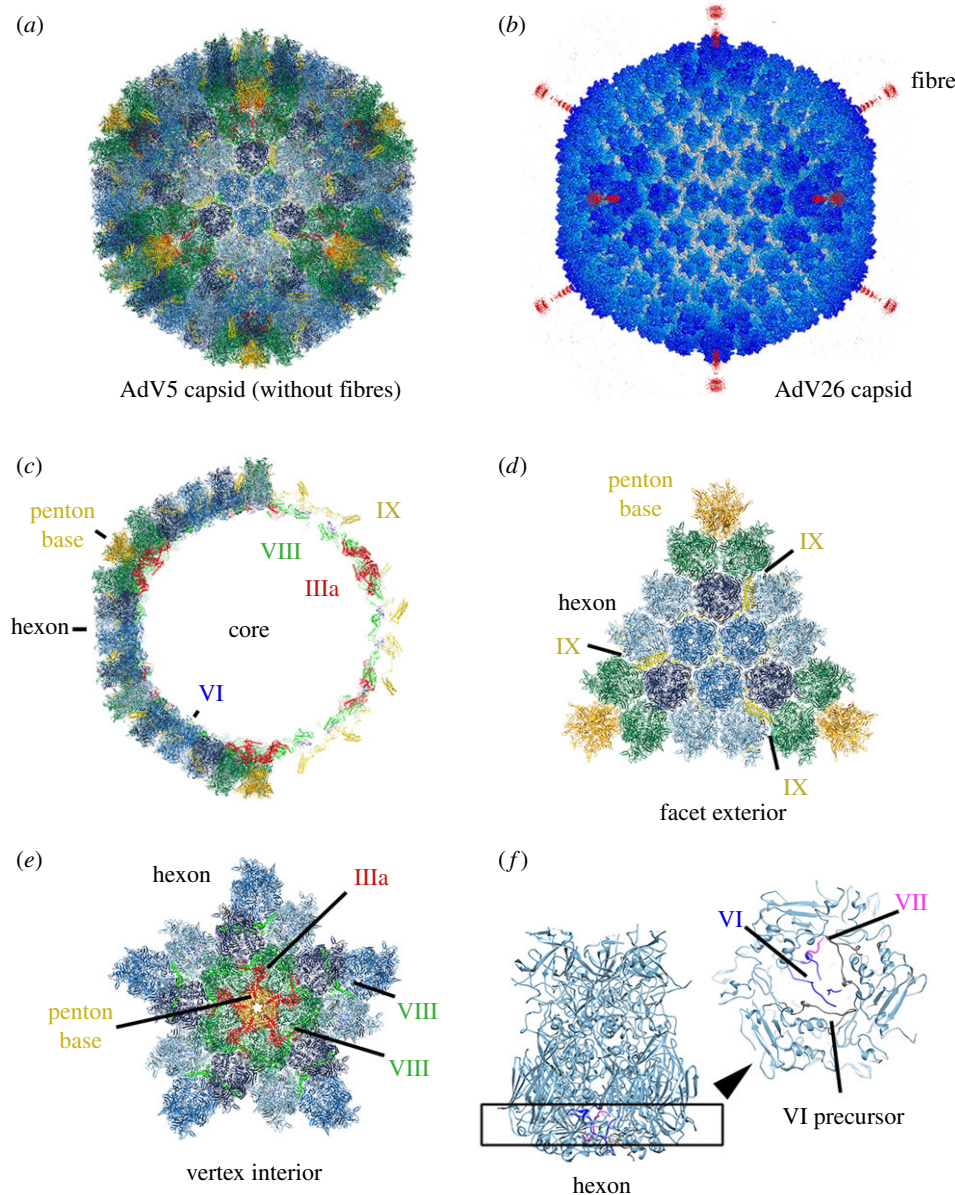 (a)
(b)
fibre
AdV5 capsid (without fibres)
AdV26 capsid
(c)
penton
base
IX
VIII
IIIa
hexon
core
VI
(d)
penton
base
IX
hexon
IX
IX
facet exterior
(e)
hexon
IIIa
penton
base
VIII
VIII
vertex interior
(f)
VII
VI
VI precursor
hexon